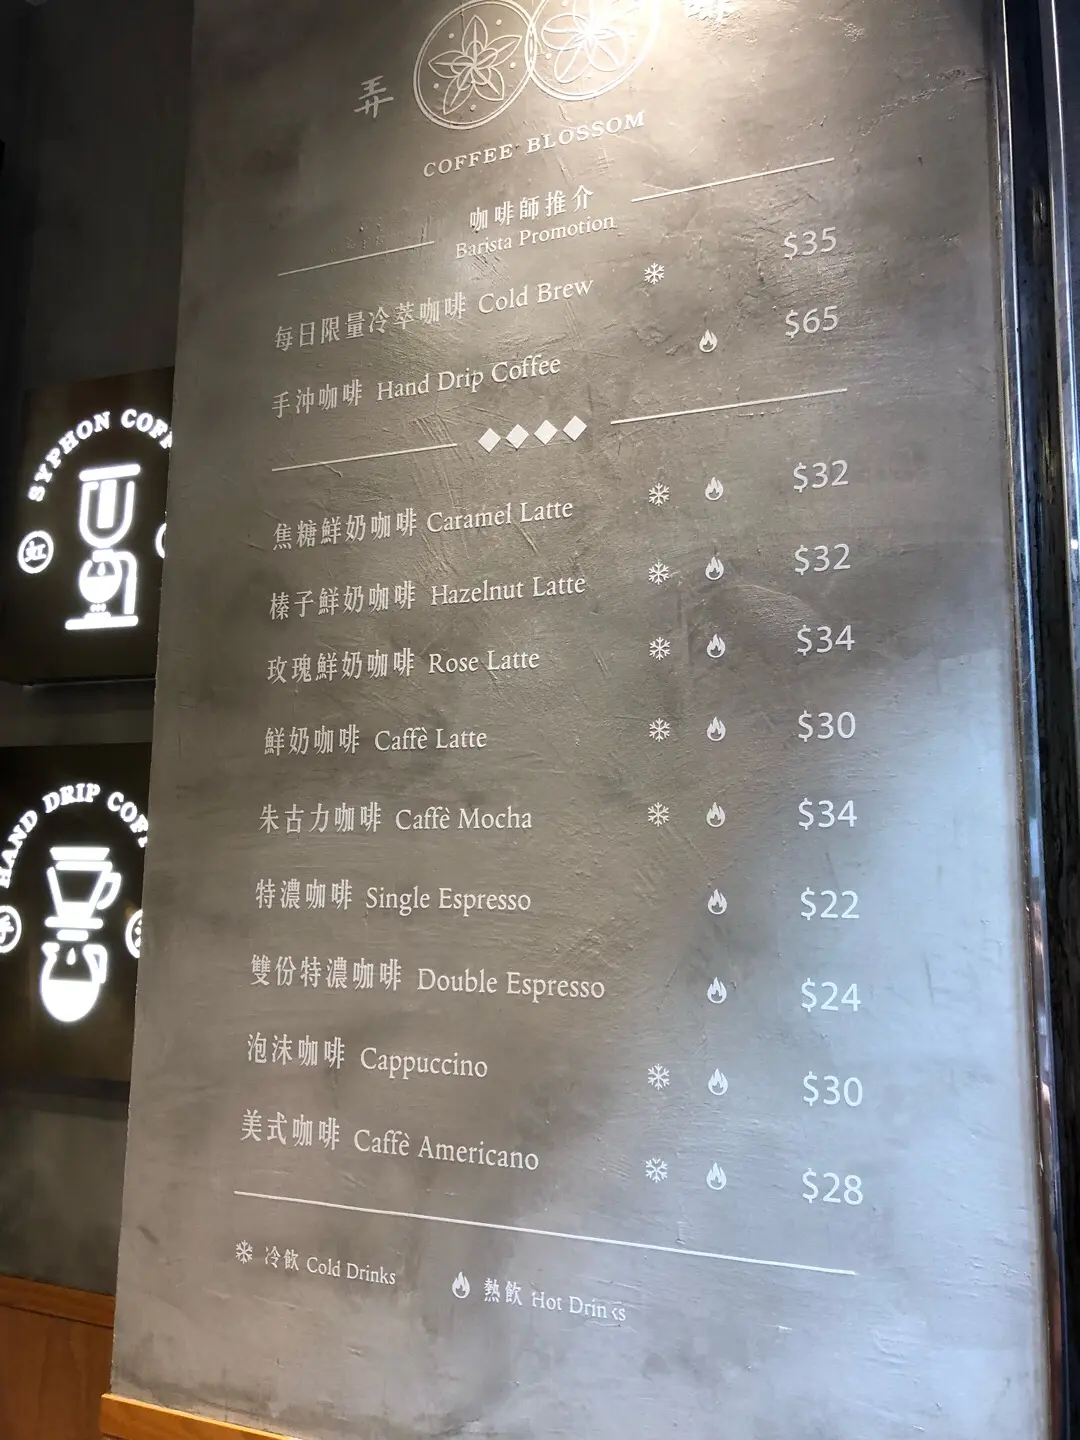 弄
COFFEE BLOSSOM
咖啡師推介
Barista Promotion
每日限量冷萃咖啡 Cold Brew $35
手沖咖啡 Hand Drip Coffee $65
焦糖鮮奶咖啡 Caramel Latte $32
榛子鮮奶咖啡 Hazelnut Latte $32
玫瑰鮮奶咖啡 Rose Latte $34
鮮奶咖啡 Caffè Latte $30
朱古力咖啡 Caffè Mocha $34
特濃咖啡 Single Espresso $22
雙份特濃咖啡 Double Espresso $24
泡沫咖啡 Cappuccino $30
美式咖啡 Caffè Americano $28
冷飲 Cold Drinks
熱飲 Hot Drinks
SYPHON
虹
HAND DRIP